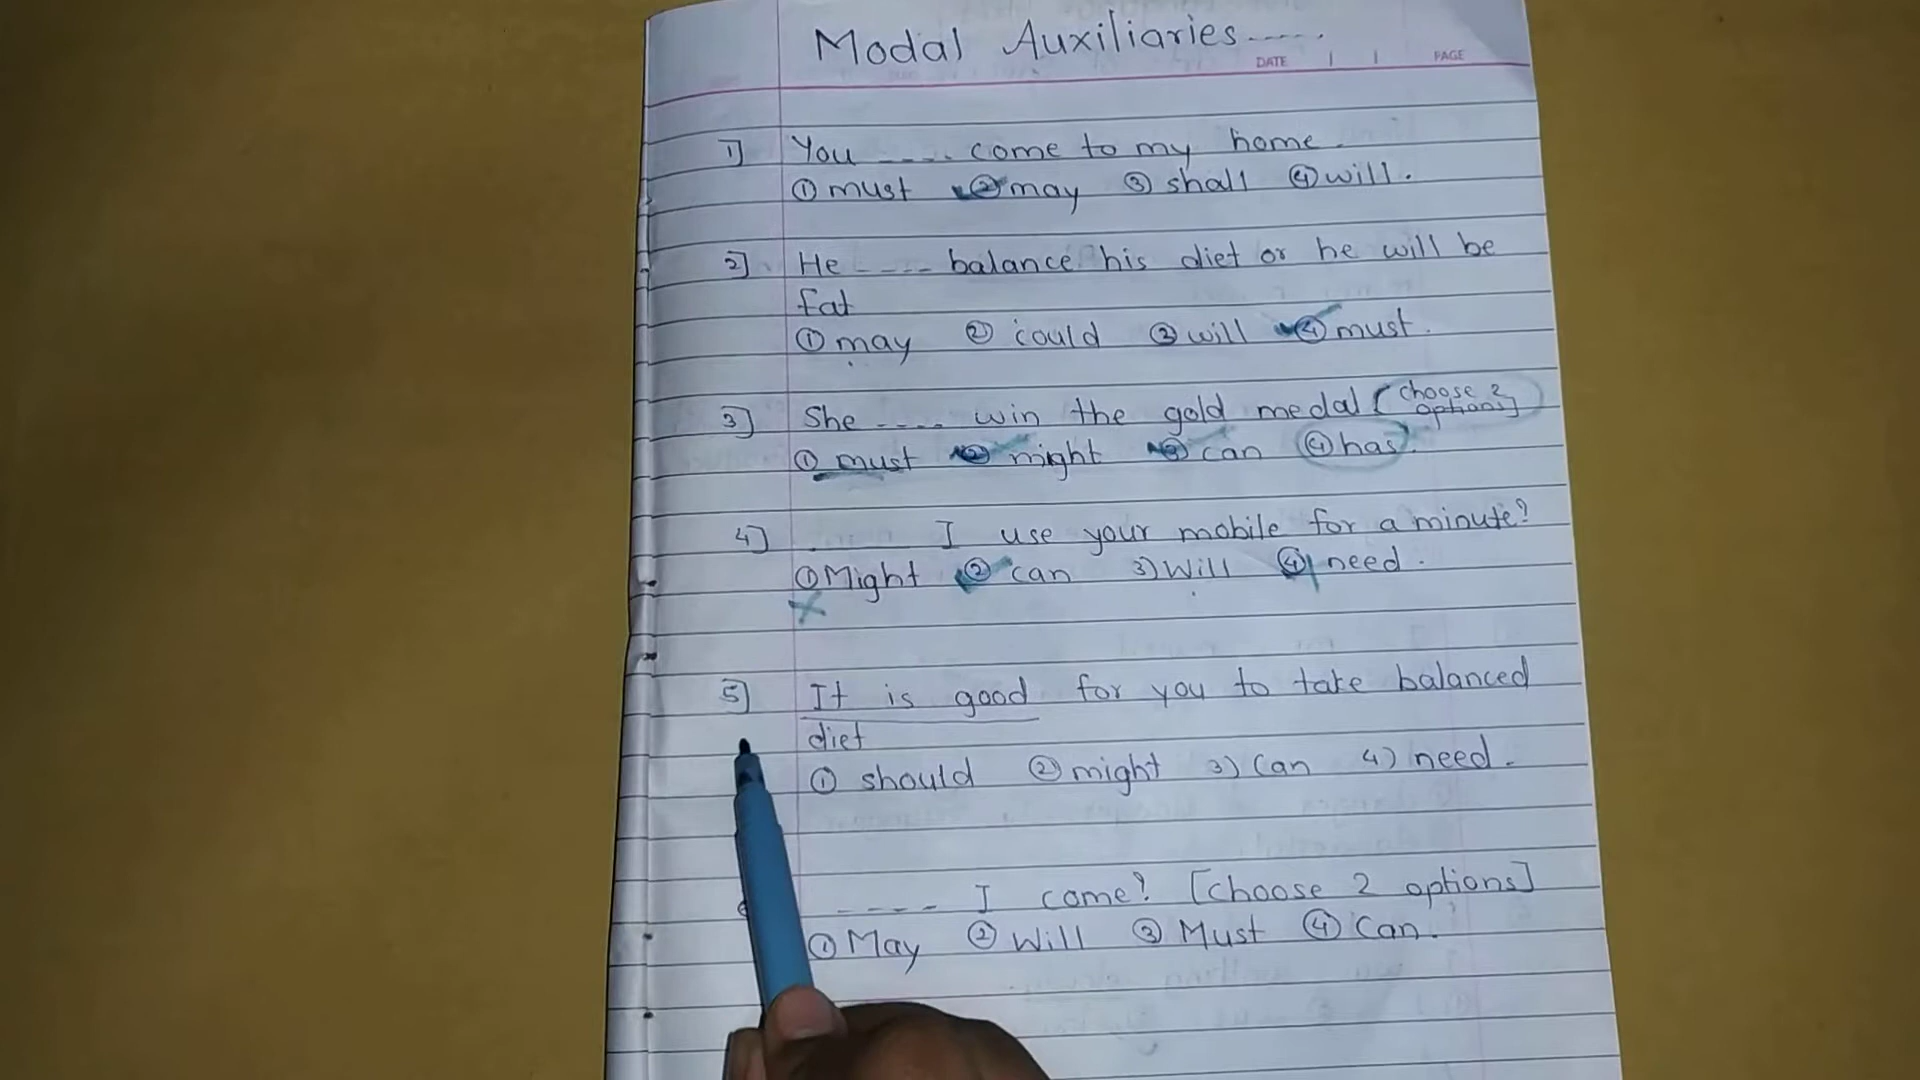 Modal Auxiliaries-----.
DATE PAGE
1] You ---- come to my home.
① must ② may ③ shall ④ will.
2] He ---- balance his diet or he will be
fat
① may ② could ③ will ④ must.
3] She ---- win the gold medal [choose 2
options]
① must ② might ③ can ④ has.
4] ---- I use your mobile for a minute?
① Might ② can 3) Will ④ need.
5] It is good for you to take balanced
diet
① should ② might 3) Can 4) need.
---- I come? [choose 2 options]
① May ② Will ③ Must ④ Can.